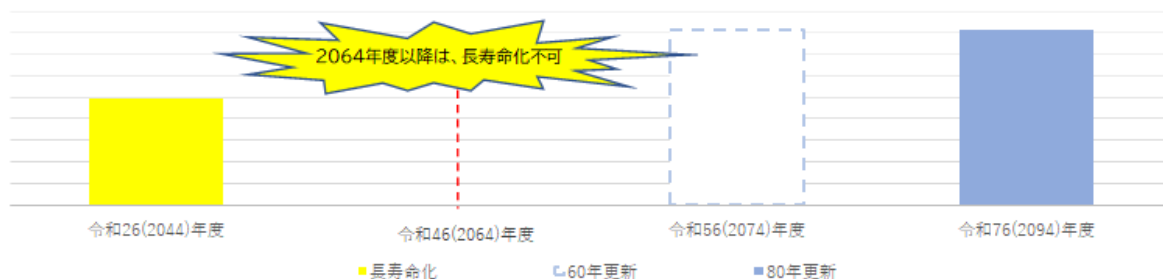 2064年度以降は、長寿命化不可
令和26(2044)年度
令和46(2064)年度
令和56(2074)年度
令和76(2094)年度
長寿命化
60年更新
80年更新